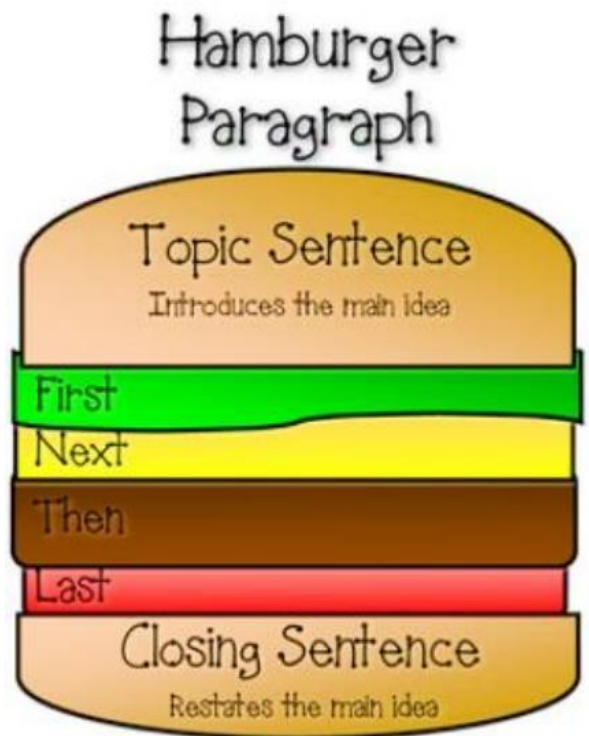 Hamburger
Paragraph
Topic Sentence
Introduces the main idea
First
Next
Then
Last
Closing Sentence
Restates the main idea